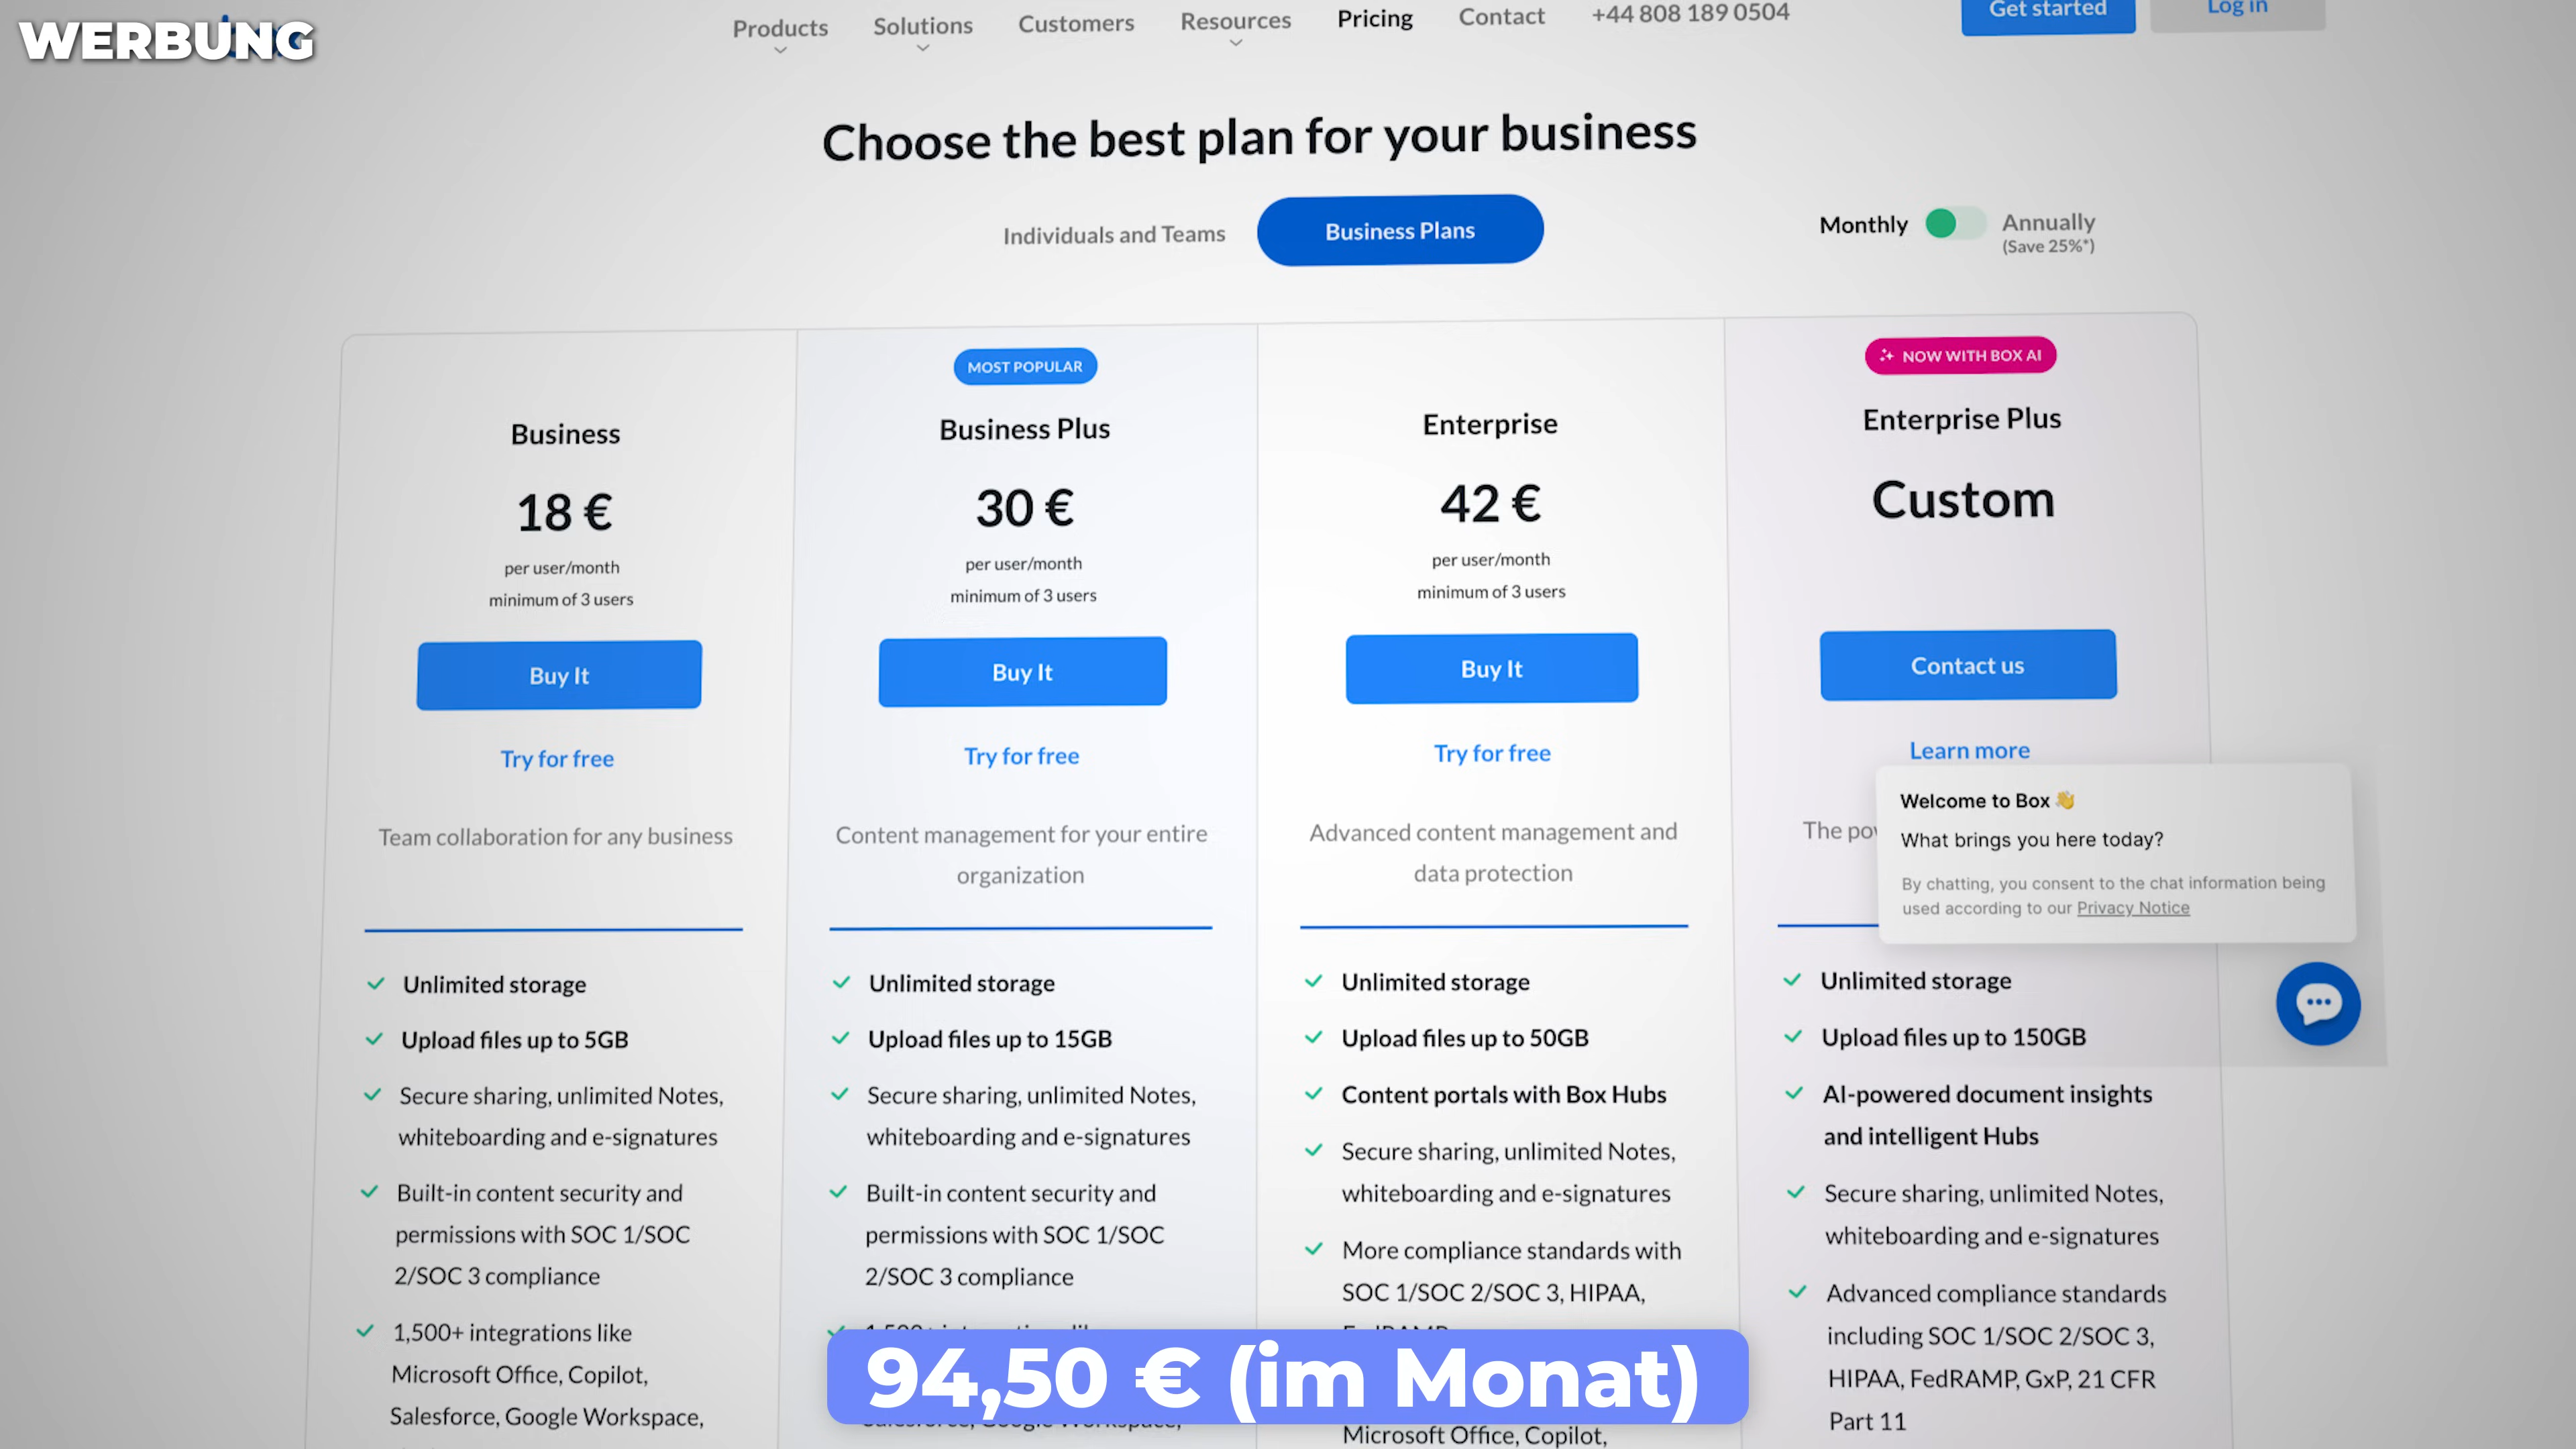 WERBUNG
Products
Solutions
Customers
Resources
Pricing
Contact
+44 808 189 0504
Get started
Log in
Choose the best plan for your business
Individuals and Teams
Business Plans
Monthly
Annually
(Save 25%*)
Business
18 €
per user/month
minimum of 3 users
Buy It
Try for free
Team collaboration for any business
Unlimited storage
Upload files up to 5GB
Secure sharing, unlimited Notes,
whiteboarding and e-signatures
Built-in content security and
permissions with SOC 1/SOC
2/SOC 3 compliance
1,500+ integrations like
Microsoft Office, Copilot,
Salesforce, Google Workspace,
MOST POPULAR
Business Plus
30 €
per user/month
minimum of 3 users
Buy It
Try for free
Content management for your entire
organization
Unlimited storage
Upload files up to 15GB
Secure sharing, unlimited Notes,
whiteboarding and e-signatures
Built-in content security and
permissions with SOC 1/SOC
2/SOC 3 compliance
Enterprise
42 €
per user/month
minimum of 3 users
Buy It
Try for free
Advanced content management and
data protection
Unlimited storage
Upload files up to 50GB
Content portals with Box Hubs
Secure sharing, unlimited Notes,
whiteboarding and e-signatures
More compliance standards with
SOC 1/SOC 2/SOC 3, HIPAA,
Microsoft Office, Copilot,
NOW WITH BOX AI
Enterprise Plus
Custom
Contact us
Learn more
The
Welcome to Box 👋
What brings you here today?
By chatting, you consent to the chat information being
used according to our Privacy Notice
Unlimited storage
Upload files up to 150GB
AI-powered document insights
and intelligent Hubs
Secure sharing, unlimited Notes,
whiteboarding and e-signatures
Advanced compliance standards
including SOC 1/SOC 2/SOC 3,
HIPAA, FedRAMP, GxP, 21 CFR
Part 11
94,50 € (im Monat)